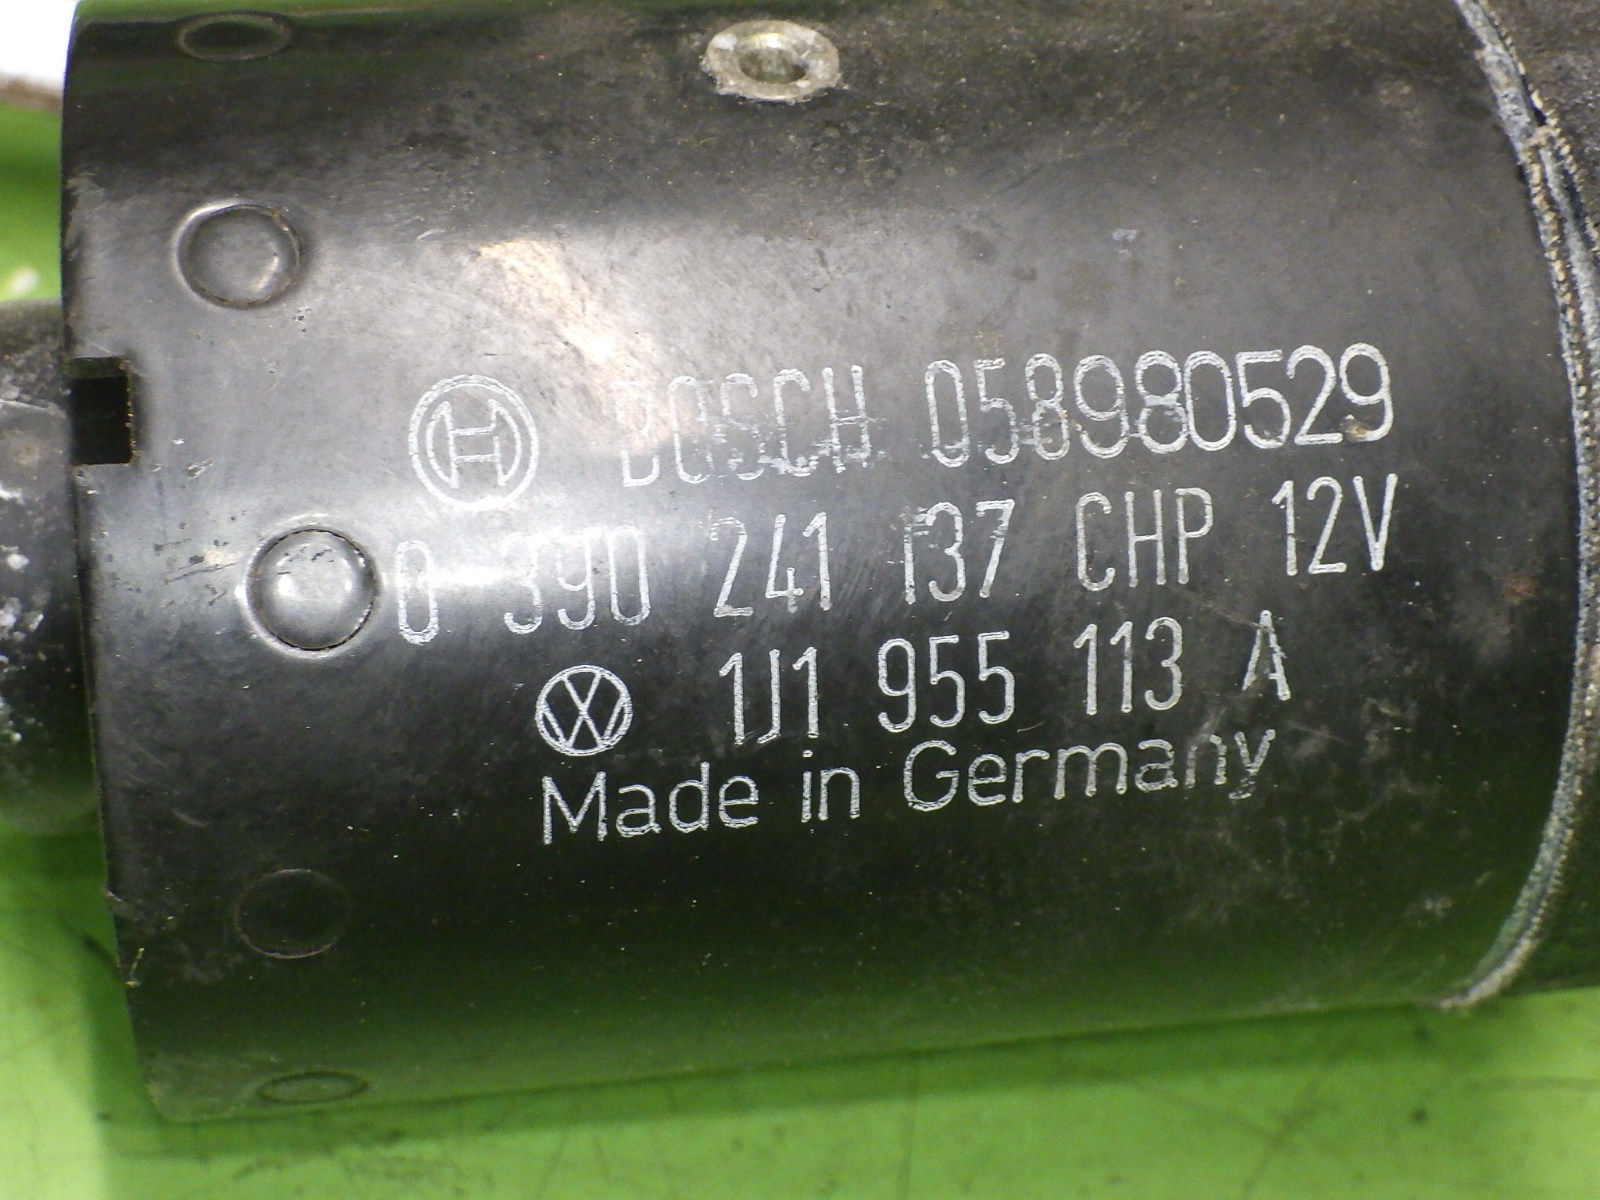 BOSCH 058980529
0 390 241 137 CHP 12V
1J1 955 113 A
Made in Germany